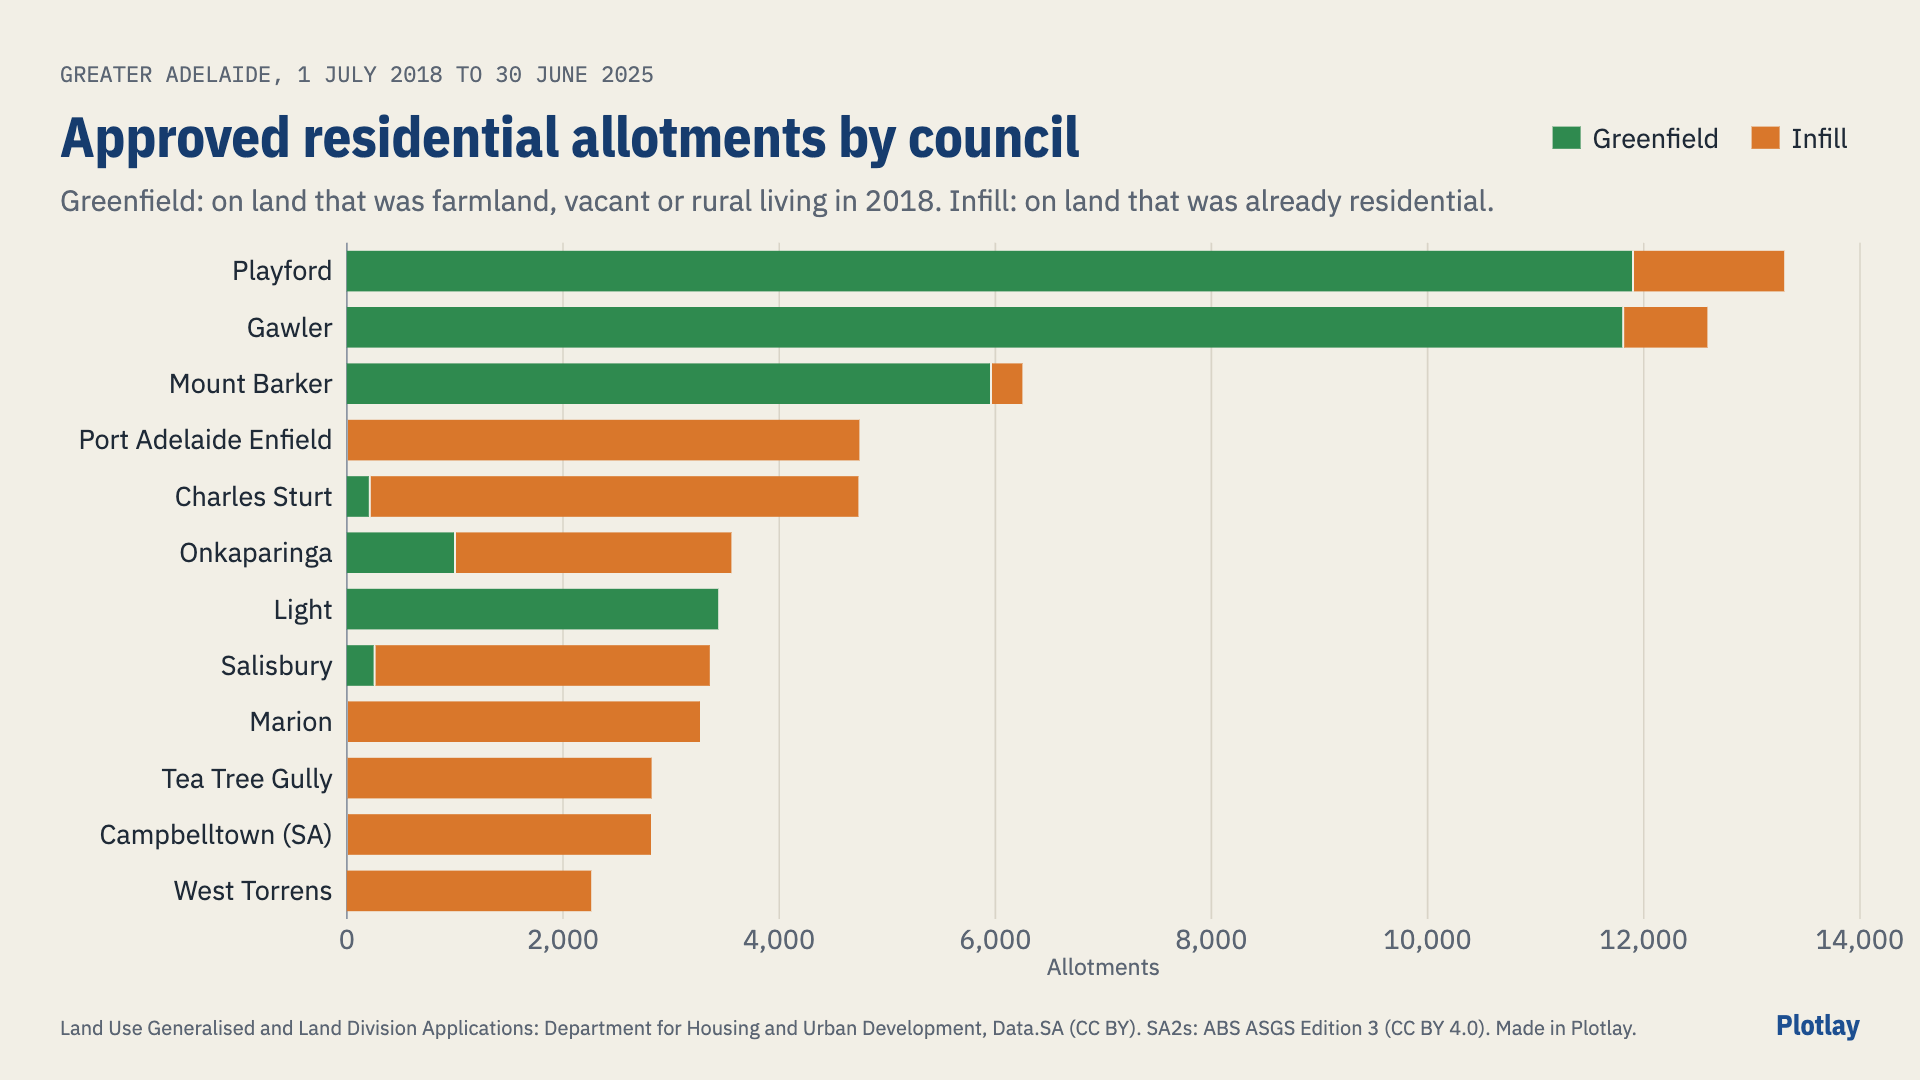 GREATER ADELAIDE, 1 JULY 2018 TO 30 JUNE 2025
Approved residential allotments by council
Greenfield
Infill
Greenfield: on land that was farmland, vacant or rural living in 2018. Infill: on land that was already residential.
Playford
Gawler
Mount Barker
Port Adelaide Enfield
Charles Sturt
Onkaparinga
Light
Salisbury
Marion
Tea Tree Gully
Campbelltown (SA)
West Torrens
0 2,000 4,000 6,000 8,000 10,000 12,000 14,000
Allotments
Land Use Generalised and Land Division Applications: Department for Housing and Urban Development, Data.SA (CC BY). SA2s: ABS ASGS Edition 3 (CC BY 4.0). Made in Plotlay.
Plotlay